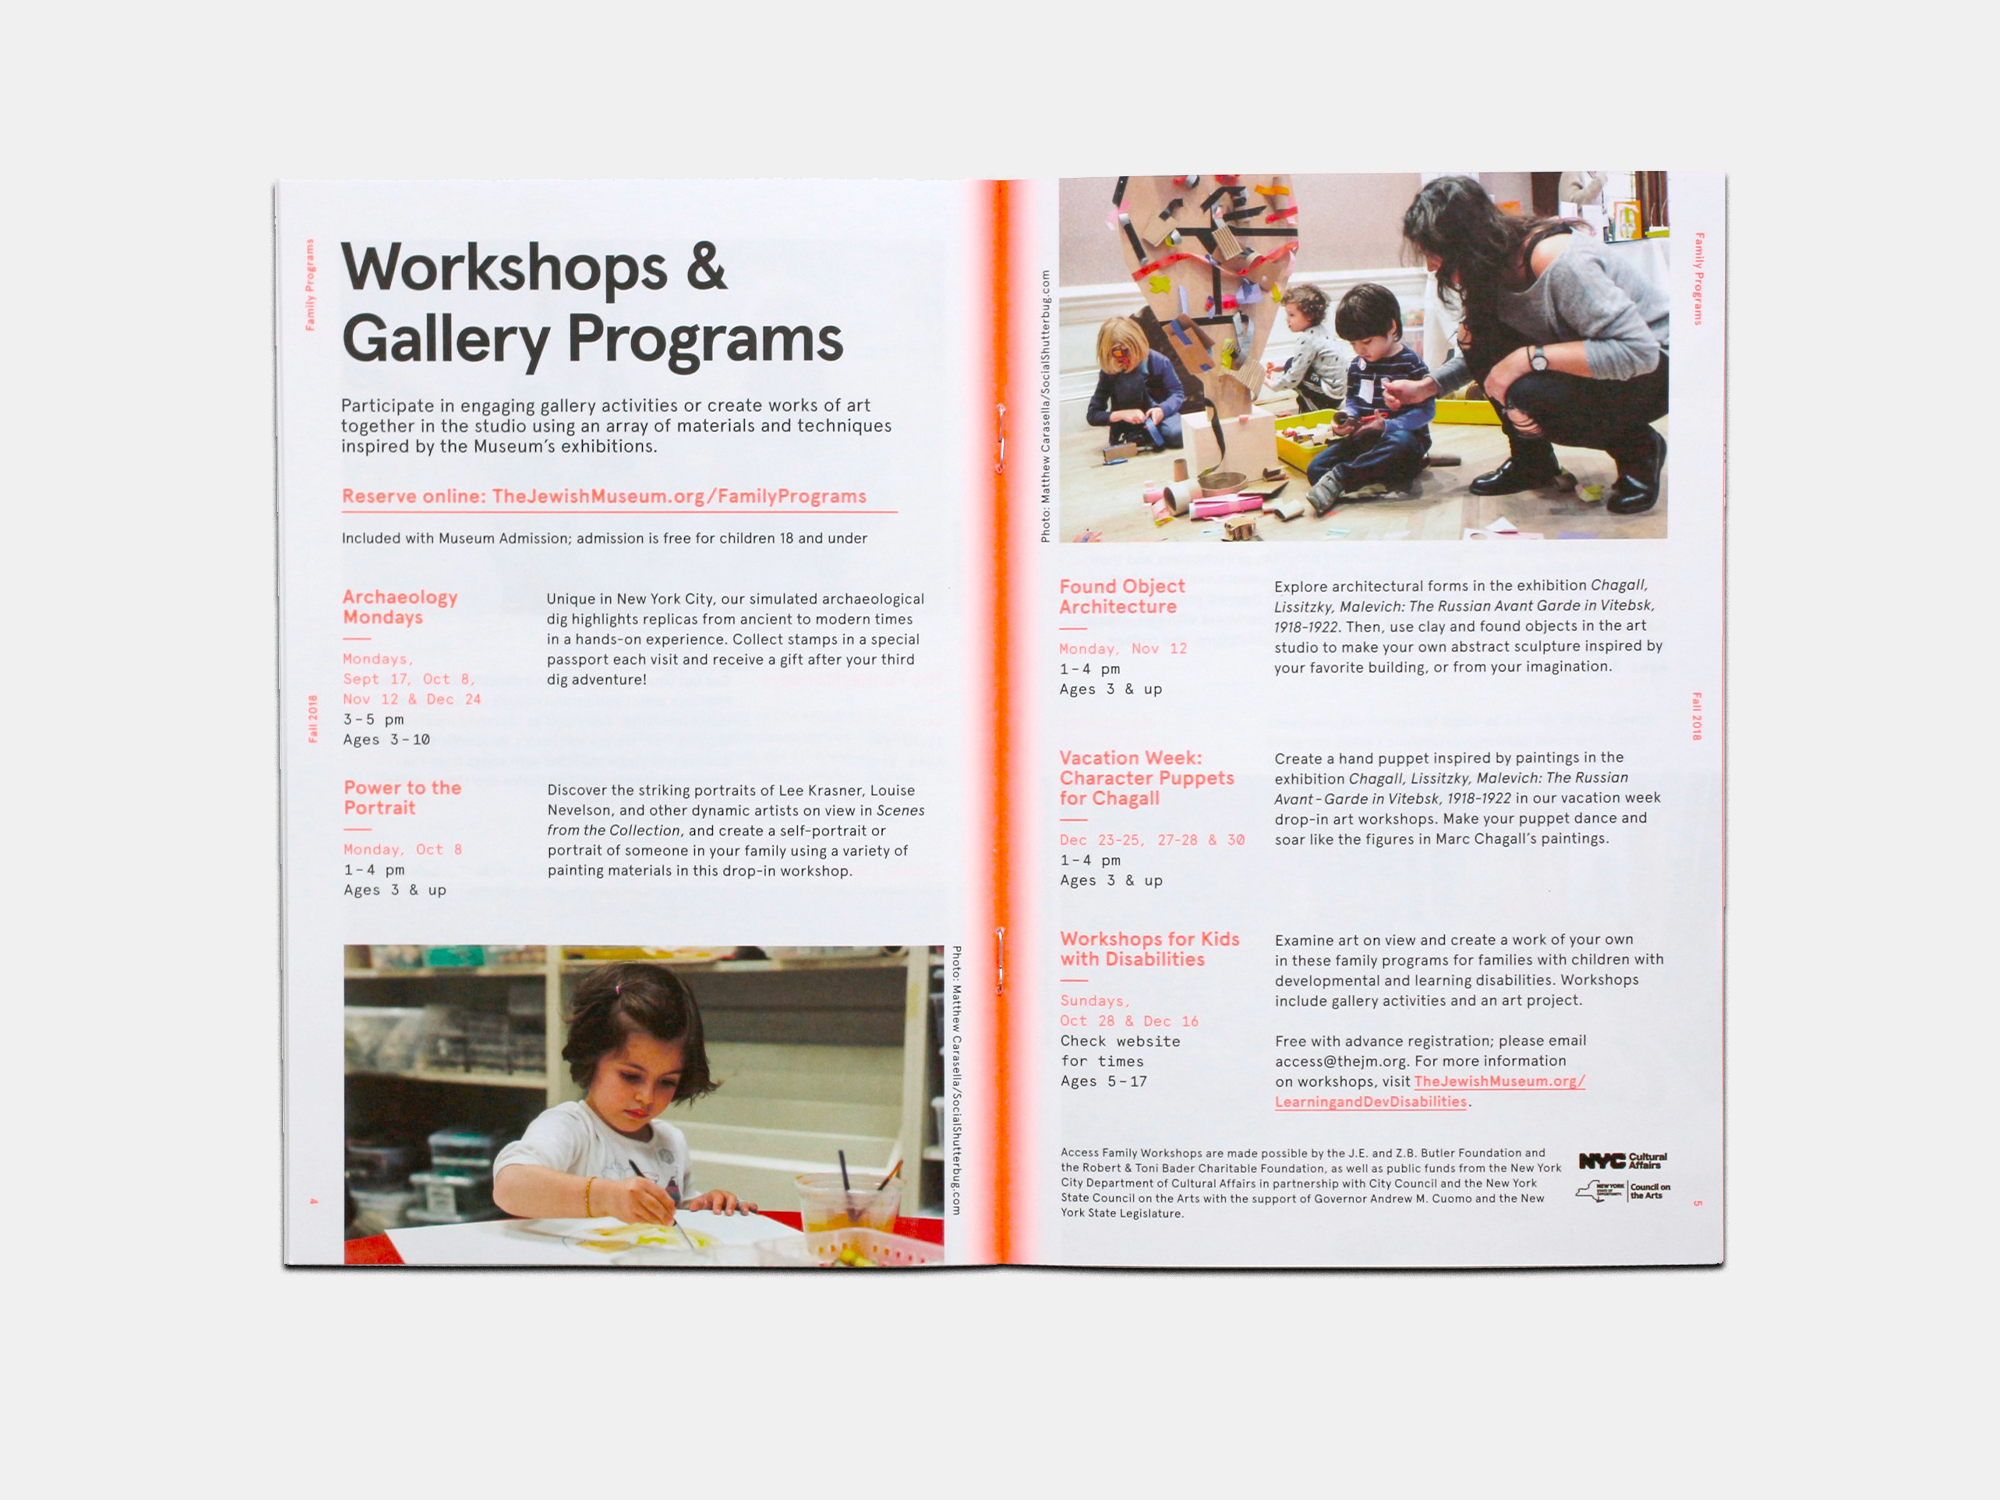 Family Programs
Fall 2018
4
Workshops &
Gallery Programs
Participate in engaging gallery activities or create works of art
together in the studio using an array of materials and techniques
inspired by the Museum's exhibitions.
Reserve online: TheJewishMuseum.org/FamilyPrograms
Included with Museum Admission; admission is free for children 18 and under
Archaeology
Mondays
Mondays,
Sept 17, Oct 8,
Nov 12 & Dec 24
3-5 pm
Ages 3-10
Unique in New York City, our simulated archaeological
dig highlights replicas from ancient to modern times
in a hands-on experience. Collect stamps in a special
passport each visit and receive a gift after your third
dig adventure!
Power to the
Portrait
Monday, Oct 8
1-4 pm
Ages 3 & up
Discover the striking portraits of Lee Krasner, Louise
Nevelson, and other dynamic artists on view in Scenes
from the Collection, and create a self-portrait or
portrait of someone in your family using a variety of
painting materials in this drop-in workshop.
Photo: Matthew Carasella/SocialShutterbug.com
Photo: Matthew Carasella/SocialShutterbug.com
Found Object
Architecture
Monday, Nov 12
1-4 pm
Ages 3 & up
Explore architectural forms in the exhibition Chagall,
Lissitzky, Malevich: The Russian Avant Garde in Vitebsk,
1918-1922. Then, use clay and found objects in the art
studio to make your own abstract sculpture inspired by
your favorite building, or from your imagination.
Vacation Week:
Character Puppets
for Chagall
Dec 23-25, 27-28 & 30
1-4 pm
Ages 3 & up
Create a hand puppet inspired by paintings in the
exhibition Chagall, Lissitzky, Malevich: The Russian
Avant-Garde in Vitebsk, 1918-1922 in our vacation week
drop-in art workshops. Make your puppet dance and
soar like the figures in Marc Chagall's paintings.
Workshops for Kids
with Disabilities
Sundays,
Oct 28 & Dec 16
Check website
for times
Ages 5-17
Examine art on view and create a work of your own
in these family programs for families with children with
developmental and learning disabilities. Workshops
include gallery activities and an art project.
Free with advance registration; please email
access@thejm.org. For more information
on workshops, visit TheJewishMuseum.org/
LearningandDevDisabilities.
Access Family Workshops are made possible by the J.E. and Z.B. Butler Foundation and
the Robert & Toni Bader Charitable Foundation, as well as public funds from the New York
City Department of Cultural Affairs in partnership with City Council and the New York
State Council on the Arts with the support of Governor Andrew M. Cuomo and the New
York State Legislature.
NYC Cultural
Affairs
NEW YORK
STATE OF
OPPORTUNITY
Council on
the Arts
Family Programs
Fall 2018
5